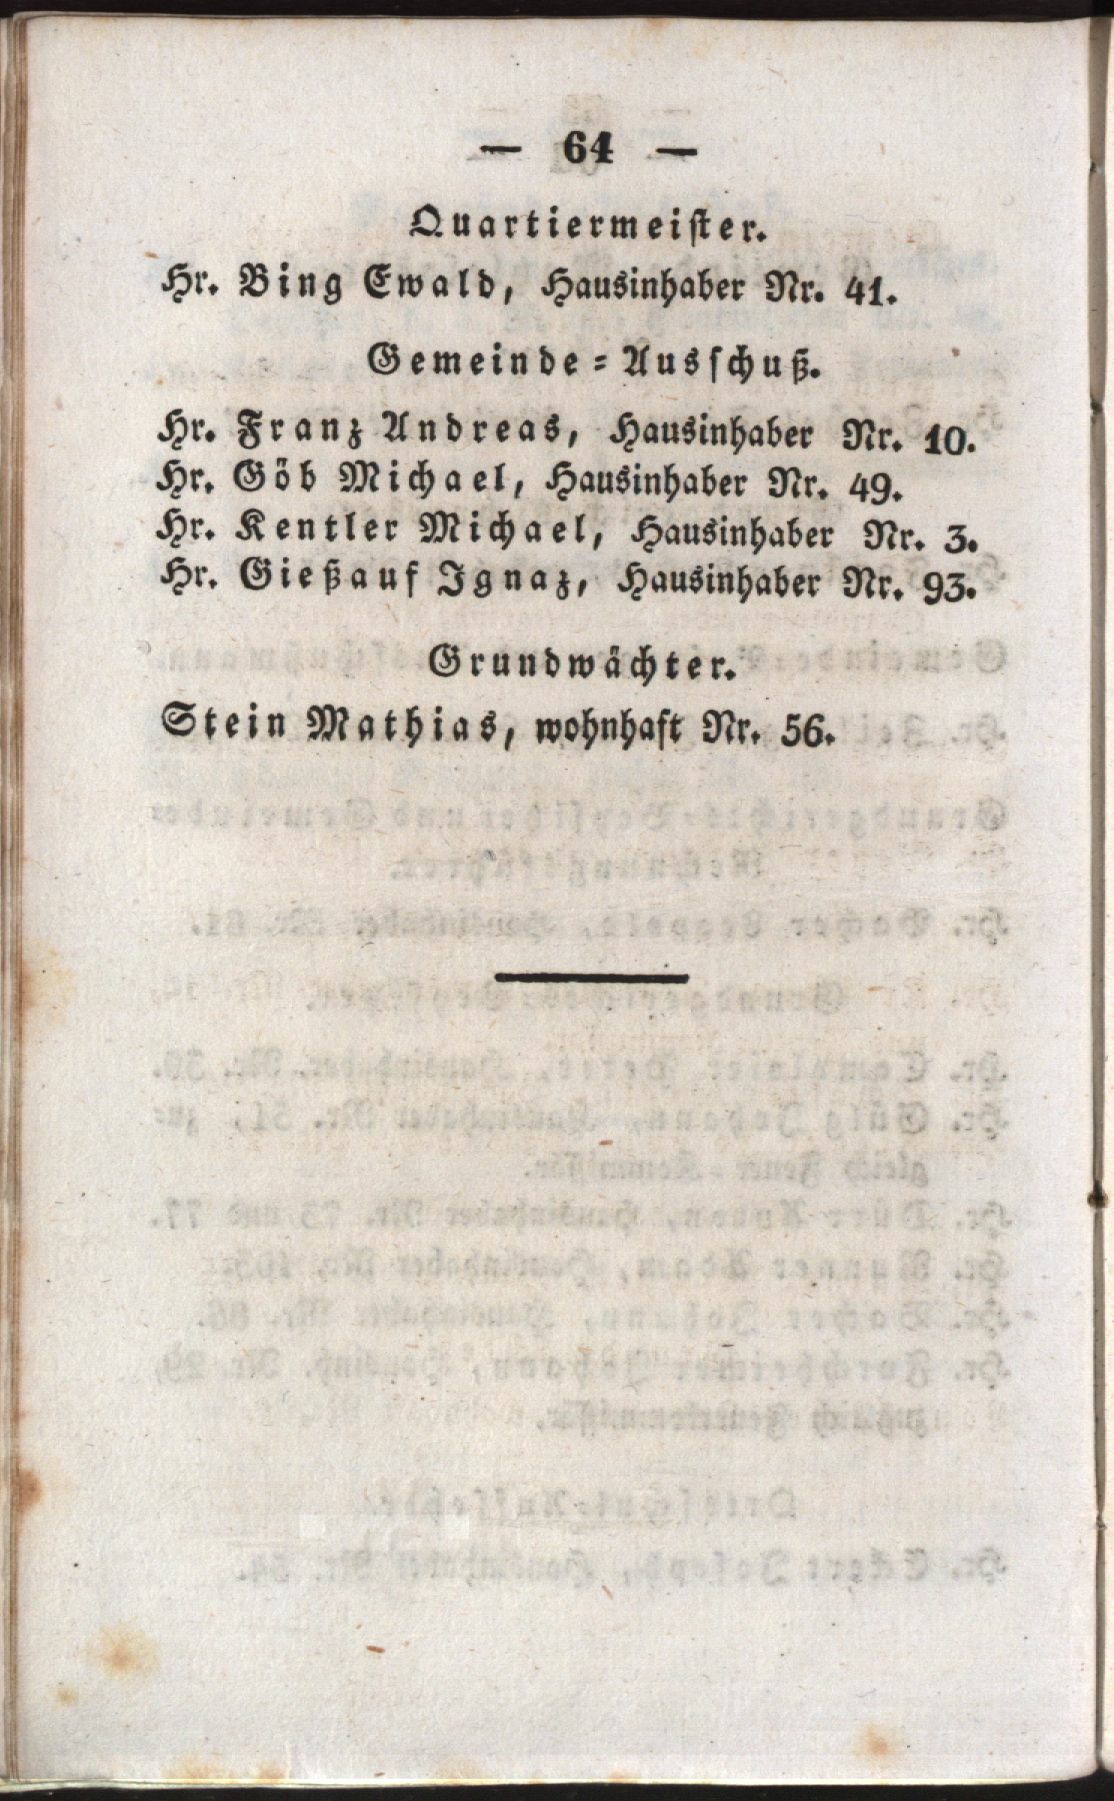 — 64 —
Quartiermeister.
Hr. Bing Ewald, Hausinhaber Nr. 41.
Gemeinde=Ausschuß.
Hr. Franz Andreas, Hausinhaber Nr. 10.
Hr. Göb Michael, Hausinhaber Nr. 49.
Hr. Kentler Michael, Hausinhaber Nr. 3.
Hr. Gießauf Ignaz, Hausinhaber Nr. 93.
Grundwächter.
Stein Mathias, wohnhaft Nr. 56.